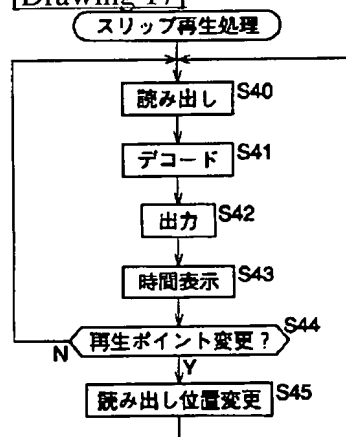 [Drawing 17]
スリップ再生処理
読み出し S40
デコード S41
出力 S42
時間表示 S43
再生ポイント変更? S44
N
Y
読み出し位置変更 S45